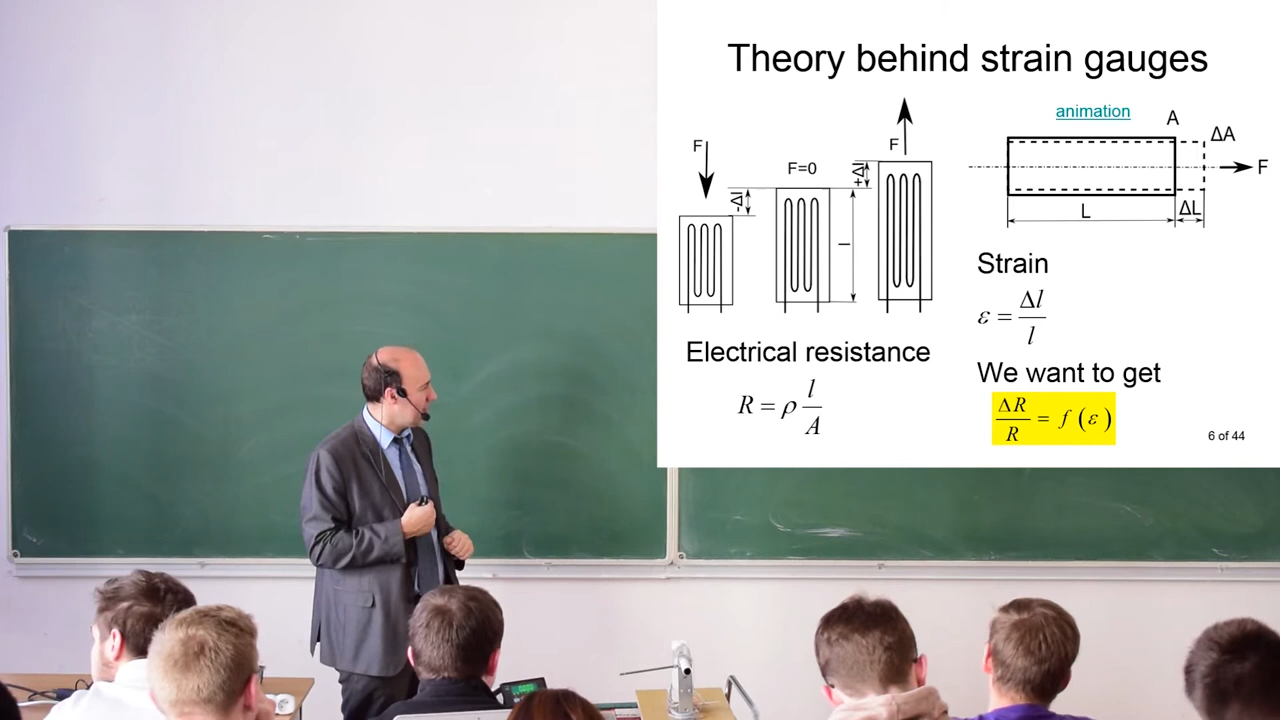 Theory behind strain gauges
animation
A
ΔA
F
F
F=0
F
+Δl
-Δl
l
L
ΔL
Strain
ε = Δl / l
Electrical resistance
R = ρ l / A
We want to get
ΔR / R = f (ε)
6 of 44